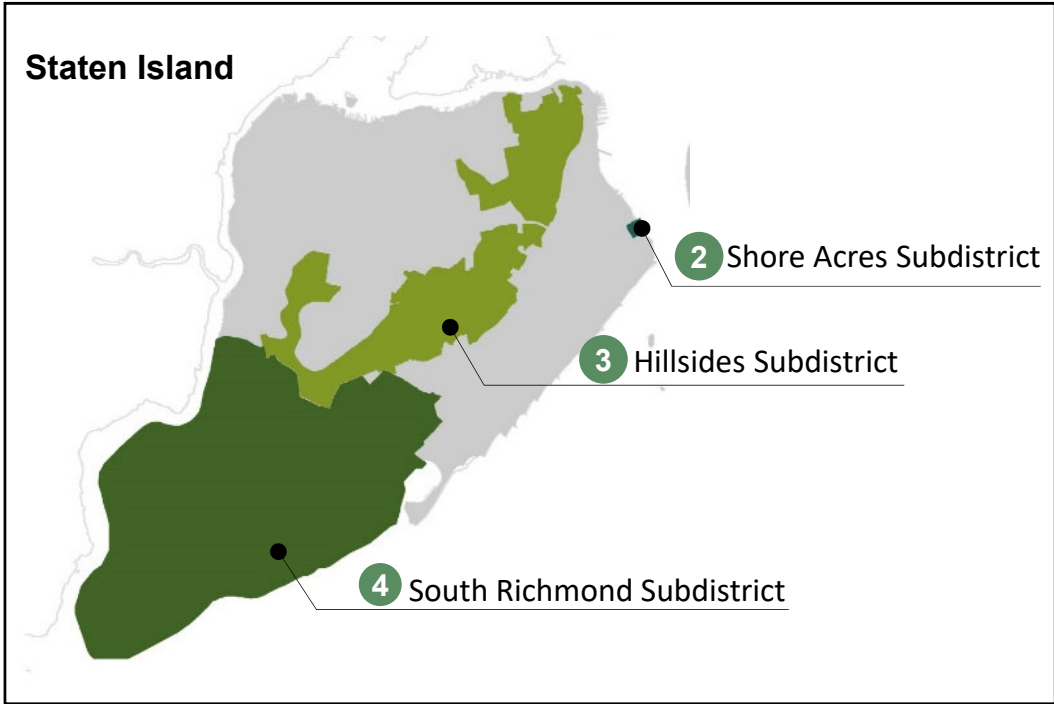 Staten Island
2 Shore Acres Subdistrict
3 Hillsides Subdistrict
4 South Richmond Subdistrict